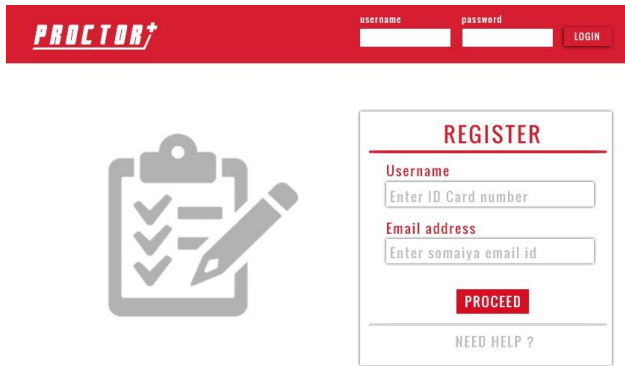 PROCTOR+
username password
LOGIN
REGISTER
Username
Enter ID Card number
Email address
Enter somaiya email id
PROCEED
NEED HELP ?